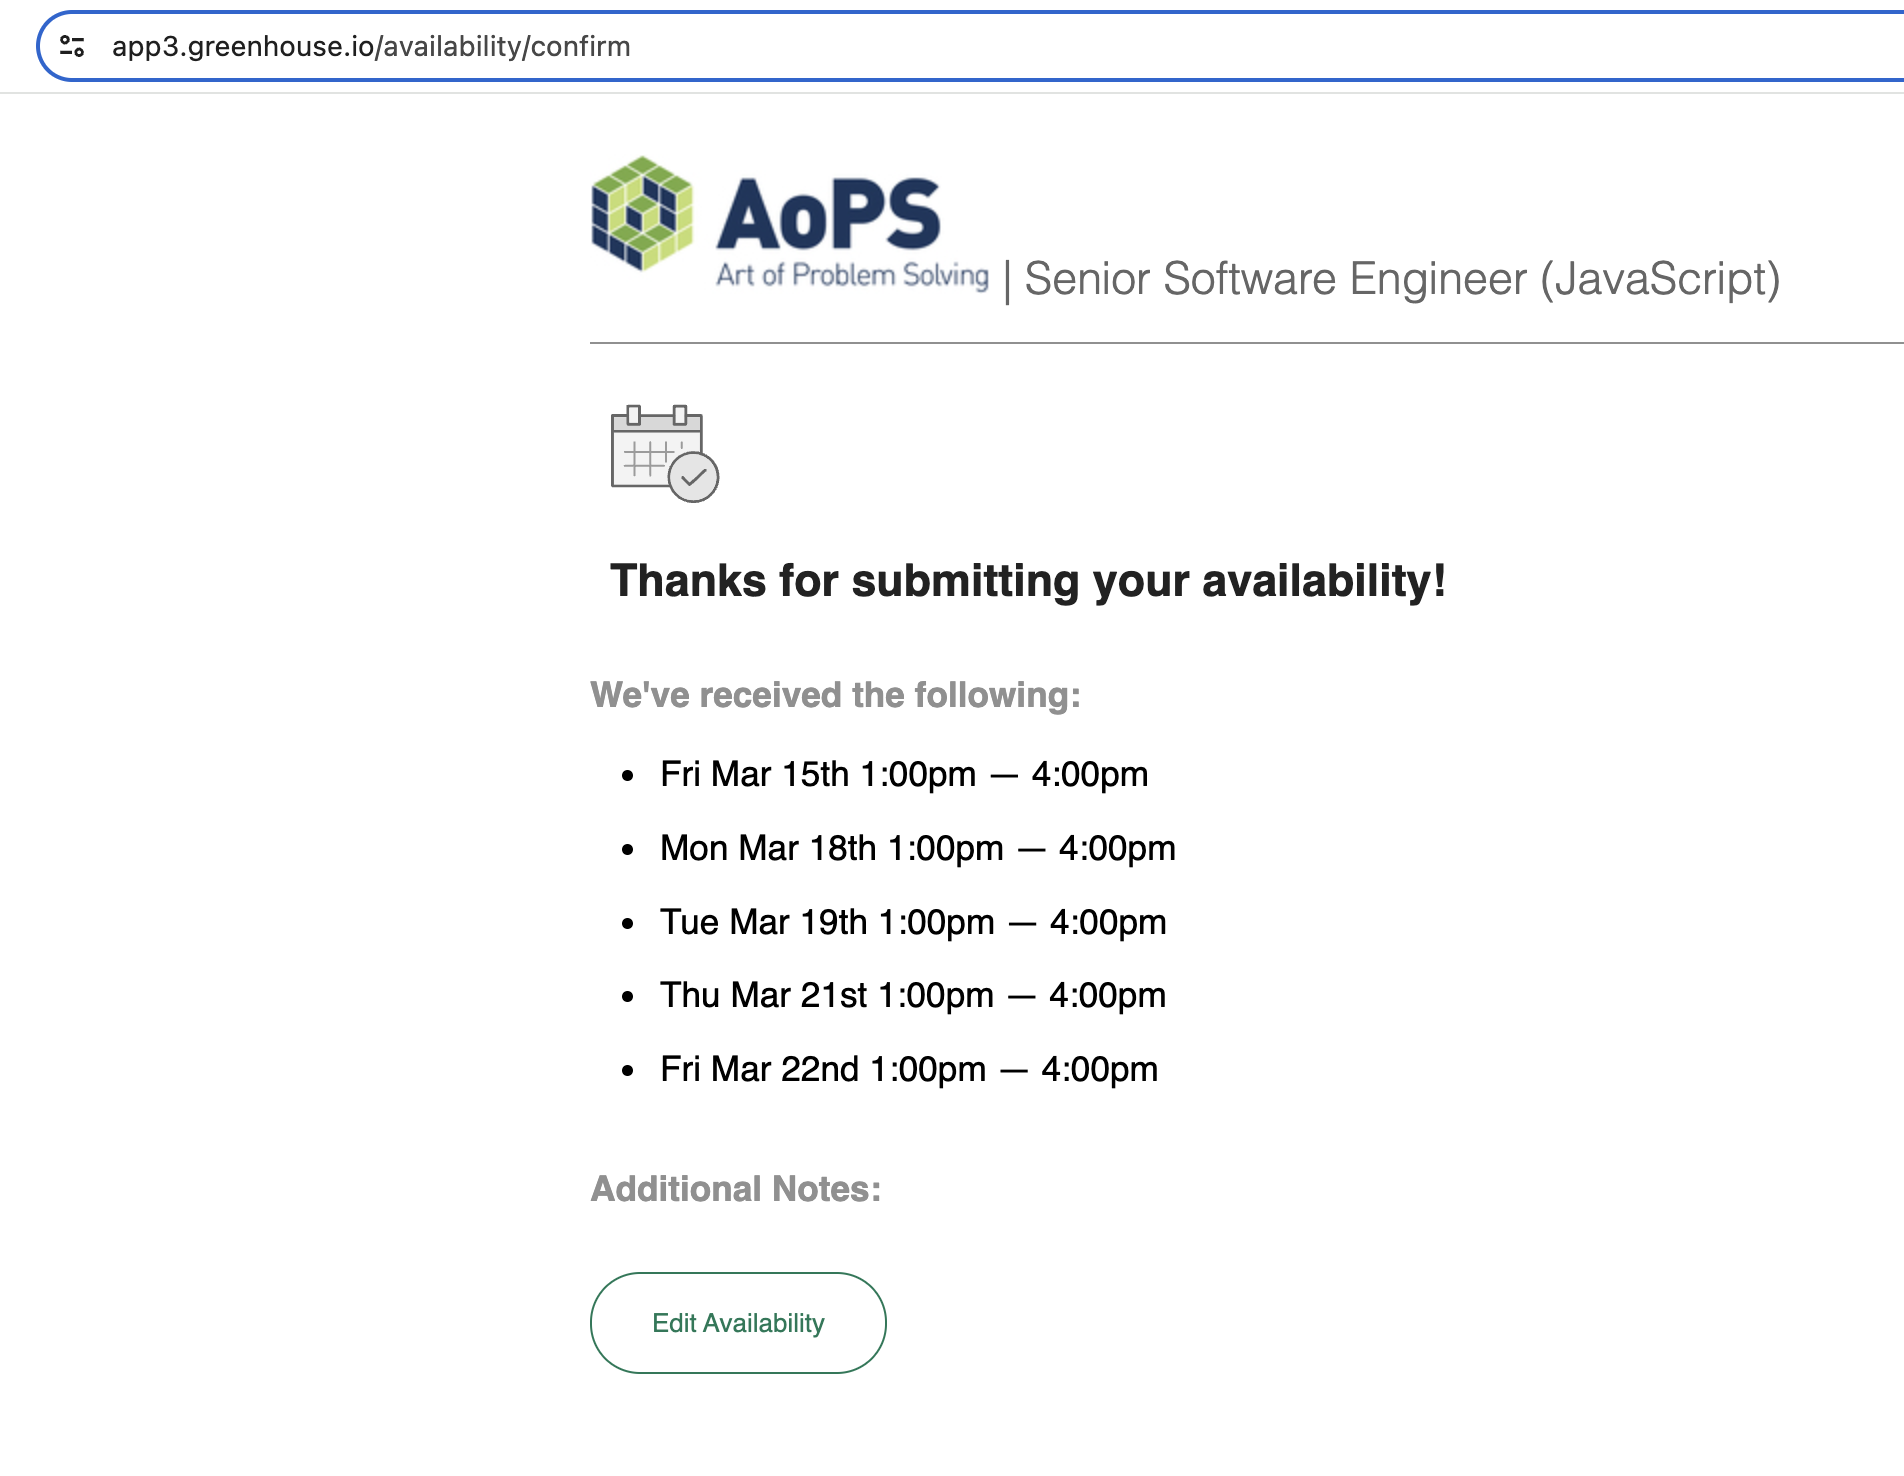 app3.greenhouse.io/availability/confirm
AoPS
Art of Problem Solving | Senior Software Engineer (JavaScript)
Thanks for submitting your availability!
We've received the following:
• Fri Mar 15th 1:00pm — 4:00pm
• Mon Mar 18th 1:00pm — 4:00pm
• Tue Mar 19th 1:00pm — 4:00pm
• Thu Mar 21st 1:00pm — 4:00pm
• Fri Mar 22nd 1:00pm — 4:00pm
Additional Notes:
Edit Availability